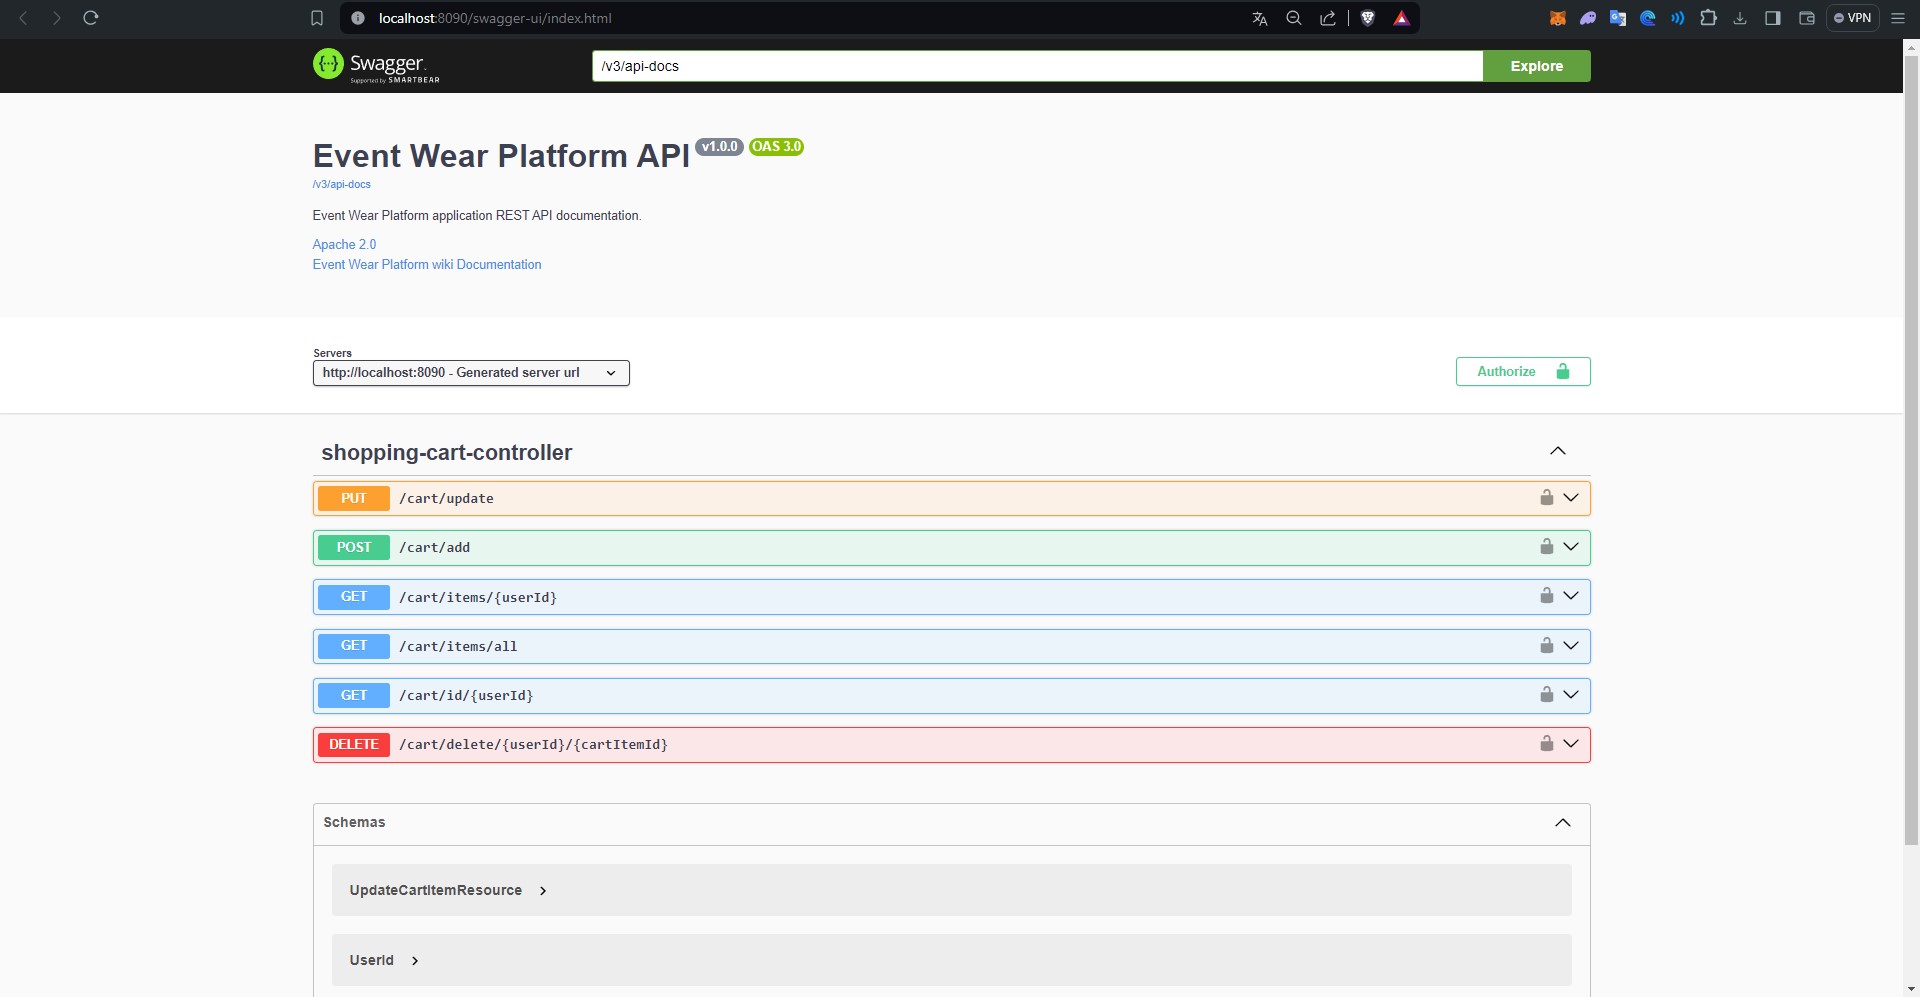 localhost:8090/swagger-ui/index.html
VPN
Swagger.
Supported by SMARTBEAR
/v3/api-docs
Explore
Event Wear Platform API v1.0.0 OAS 3.0
/v3/api-docs
Event Wear Platform application REST API documentation.
Apache 2.0
Event Wear Platform wiki Documentation
Servers
http://localhost:8090 - Generated server url
Authorize
shopping-cart-controller
PUT /cart/update
POST /cart/add
GET /cart/items/{userId}
GET /cart/items/all
GET /cart/id/{userId}
DELETE /cart/delete/{userId}/{cartItemId}
Schemas
UpdateCartItemResource
UserId